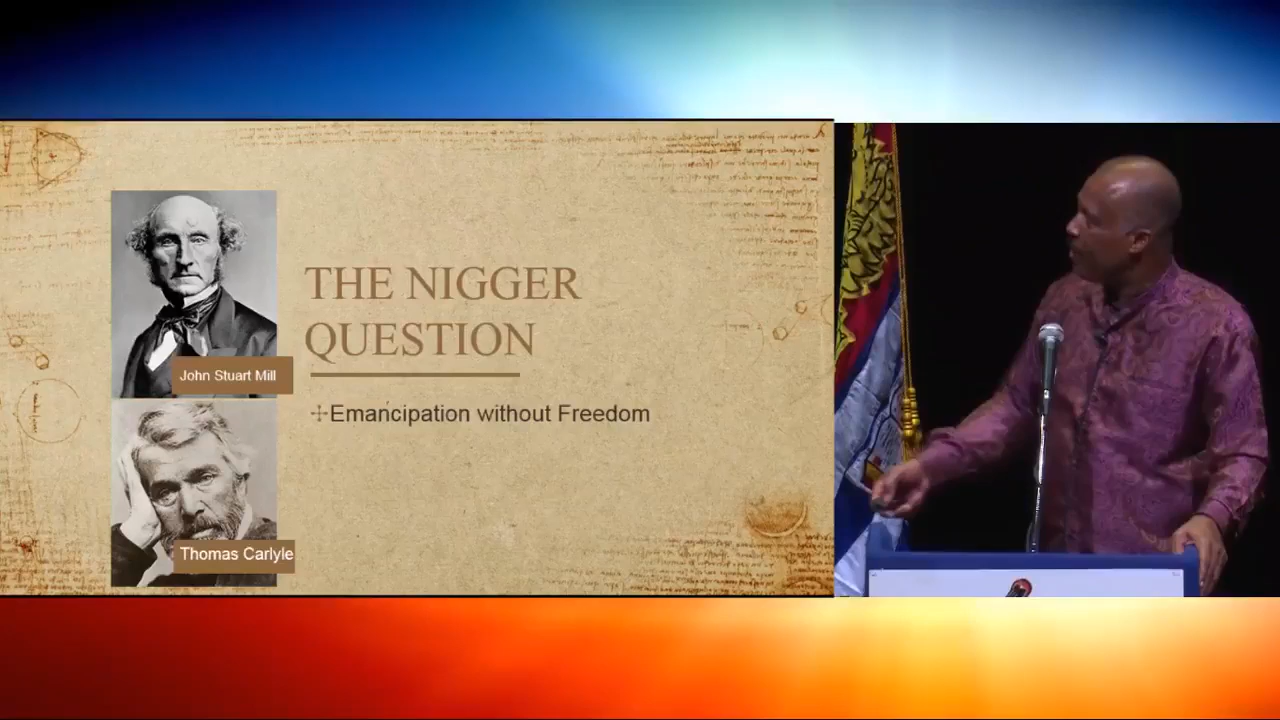 John Stuart Mill
THE NIGGER
QUESTION
✢Emancipation without Freedom
Thomas Carlyle